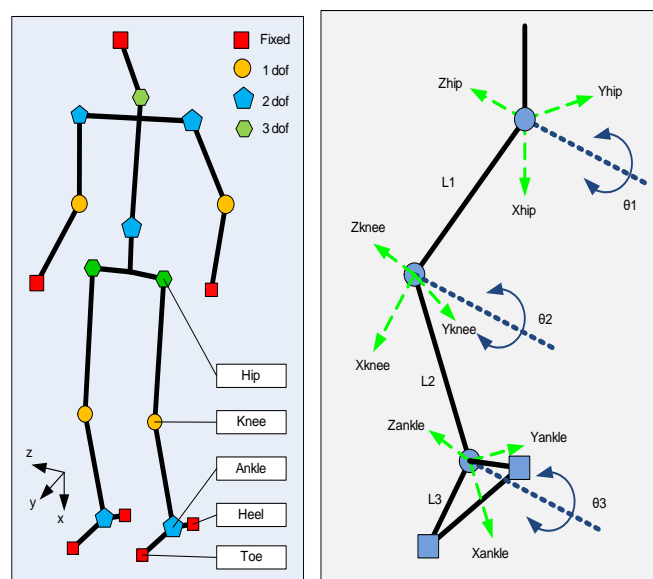 Fixed
1 dof
2 dof
3 dof
Hip
Knee
Ankle
Heel
Toe
z
y
x
Zhip
Yhip
L1
Xhip
θ1
Zknee
Yknee
θ2
Xknee
L2
Zankle
Yankle
L3
θ3
Xankle